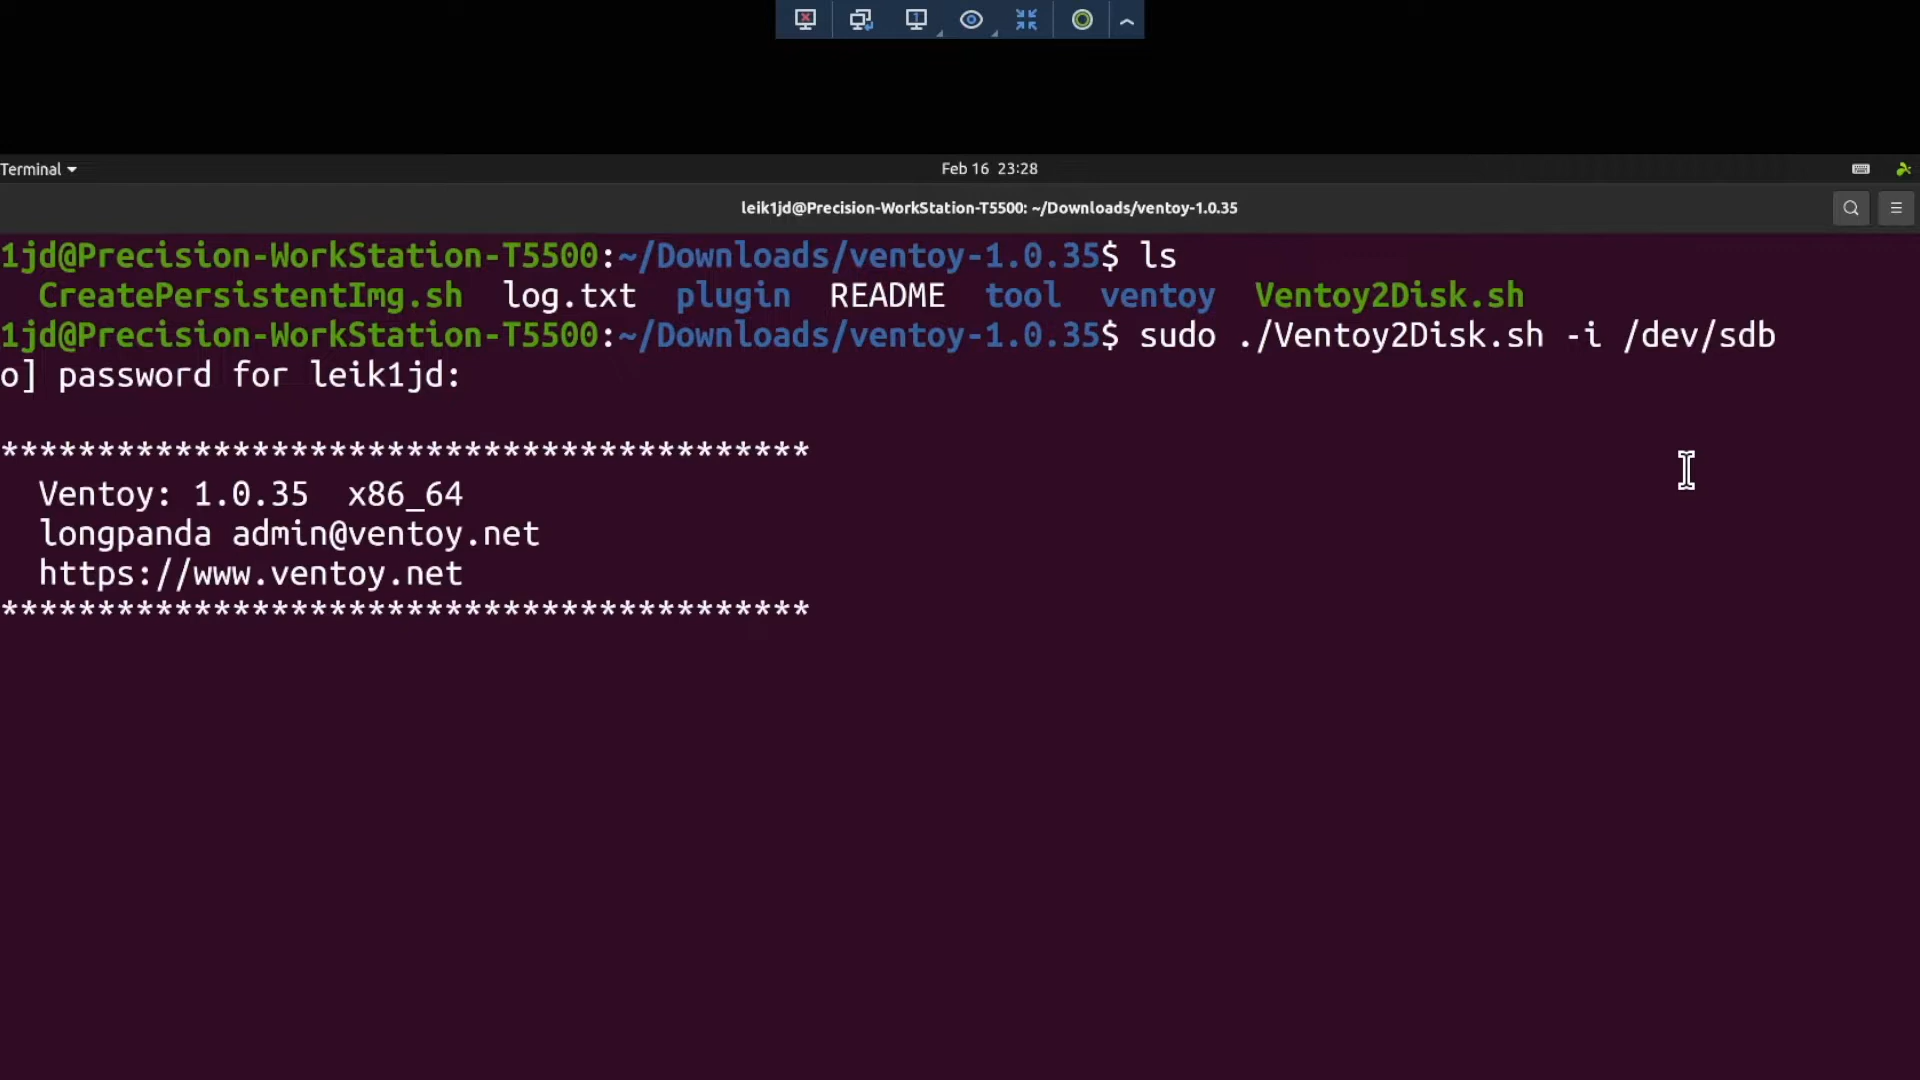 Terminal
Feb 16 23:28
leik1jd@Precision-WorkStation-T5500: ~/Downloads/ventoy-1.0.35
1jd@Precision-WorkStation-T5500:~/Downloads/ventoy-1.0.35$ ls
CreatePersistentImg.sh log.txt plugin README tool ventoy Ventoy2Disk.sh
1jd@Precision-WorkStation-T5500:~/Downloads/ventoy-1.0.35$ sudo ./Ventoy2Disk.sh -i /dev/sdb
o] password for leik1jd:
******************************************
Ventoy: 1.0.35 x86_64
longpanda admin@ventoy.net
https://www.ventoy.net
******************************************